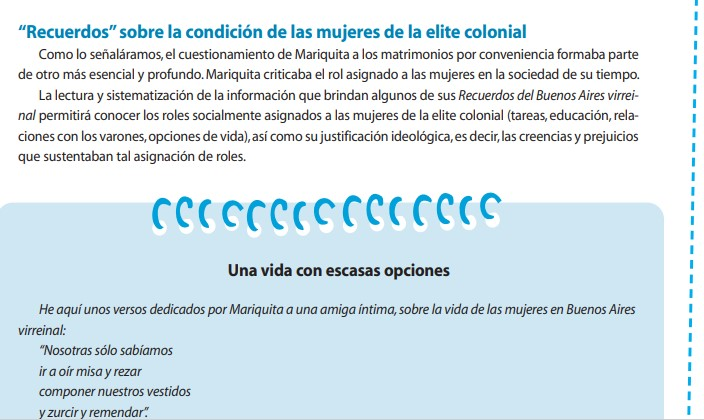 “Recuerdos” sobre la condición de las mujeres de la elite colonial
Como lo señaláramos, el cuestionamiento de Mariquita a los matrimonios por conveniencia formaba parte
de otro más esencial y profundo. Mariquita criticaba el rol asignado a las mujeres en la sociedad de su tiempo.
La lectura y sistematización de la información que brindan algunos de sus Recuerdos del Buenos Aires virrei-
nal permitirá conocer los roles socialmente asignados a las mujeres de la elite colonial (tareas, educación, rela-
ciones con los varones, opciones de vida), así como su justificación ideológica, es decir, las creencias y prejuicios
que sustentaban tal asignación de roles.
Una vida con escasas opciones
He aquí unos versos dedicados por Mariquita a una amiga íntima, sobre la vida de las mujeres en Buenos Aires
virreinal:
“Nosotras sólo sabíamos
ir a oír misa y rezar
componer nuestros vestidos
y zurcir y remendar”.